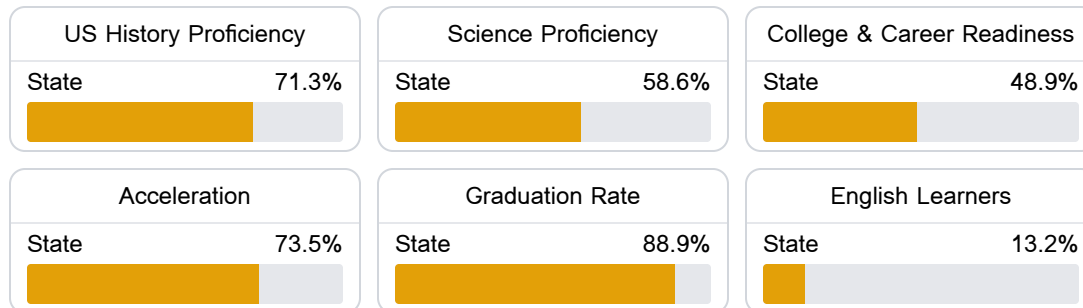 US History Proficiency
State 71.3%
Science Proficiency
State 58.6%
College & Career Readiness
State 48.9%
Acceleration
State 73.5%
Graduation Rate
State 88.9%
English Learners
State 13.2%